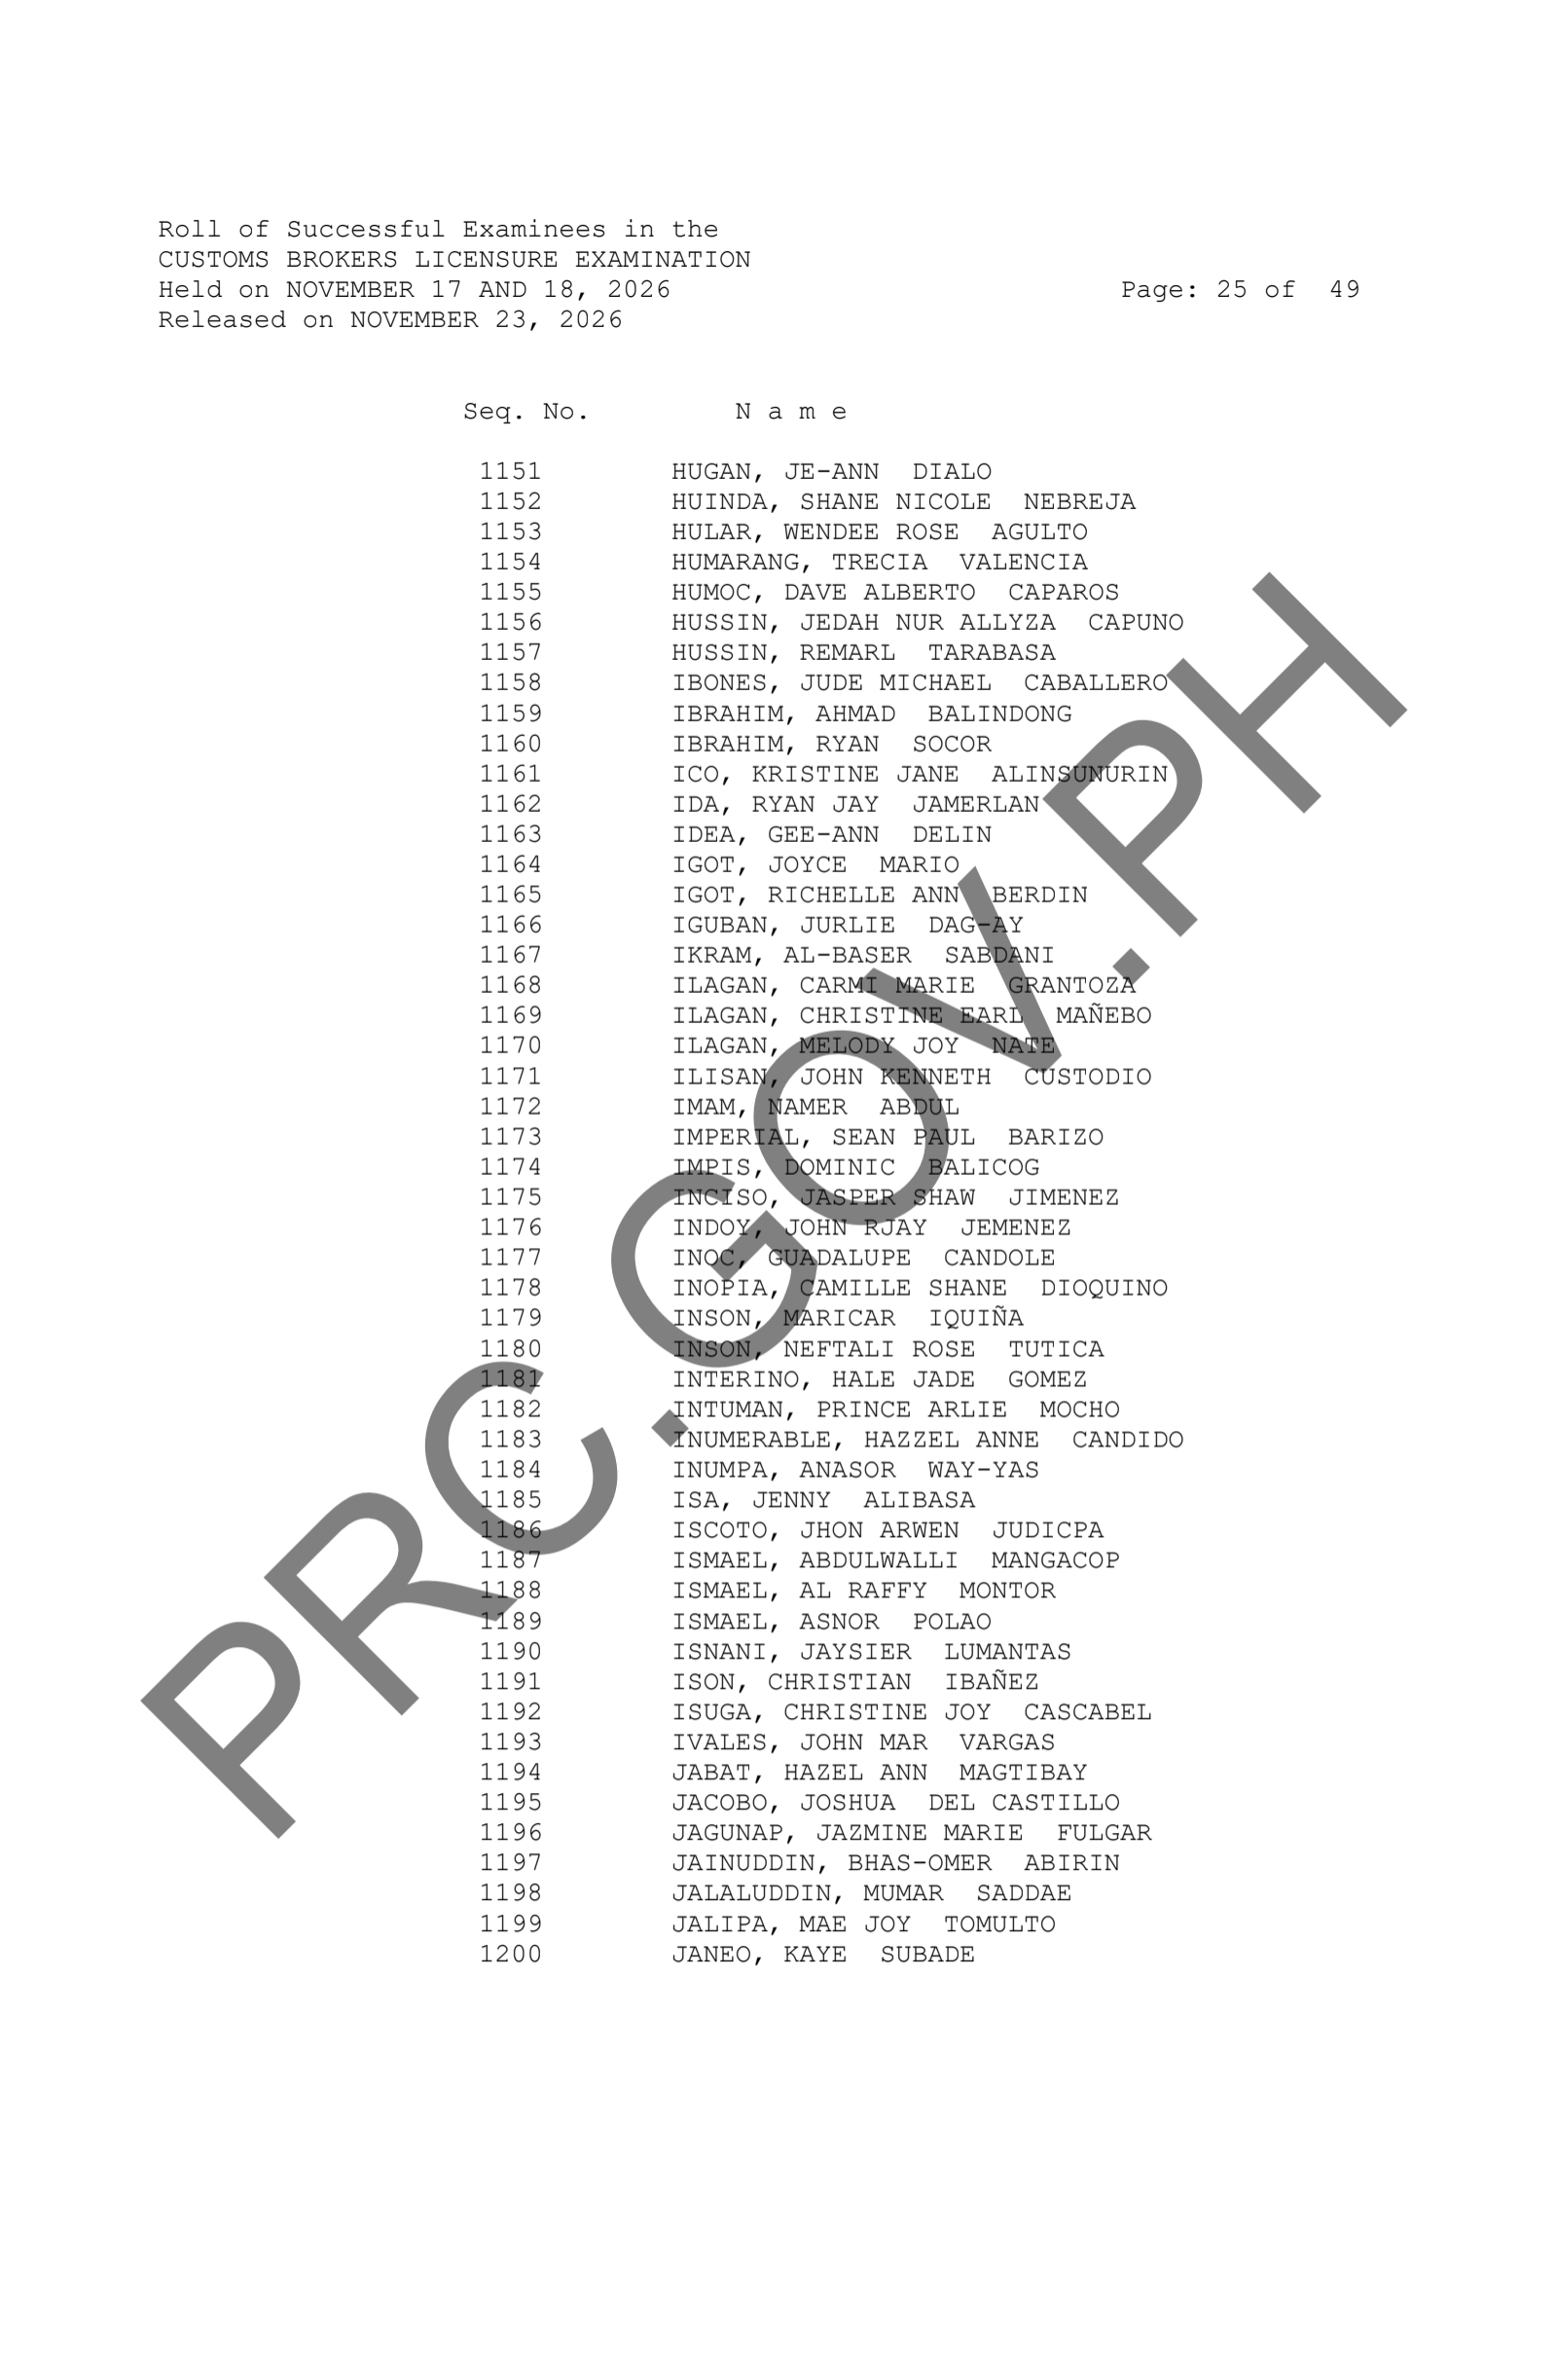 Roll of Successful Examinees in the
CUSTOMS BROKERS LICENSURE EXAMINATION
Held on NOVEMBER 17 AND 18, 2026 Page: 25 of 49
Released on NOVEMBER 23, 2026
Seq. No. N a m e
1151 HUGAN, JE-ANN DIALO
1152 HUINDA, SHANE NICOLE NEBREJA
1153 HULAR, WENDEE ROSE AGULTO
1154 HUMARANG, TRECIA VALENCIA
1155 HUMOC, DAVE ALBERTO CAPAROS
1156 HUSSIN, JEDAH NUR ALLYZA CAPUNO
1157 HUSSIN, REMARL TARABASA
1158 IBONES, JUDE MICHAEL CABALLERO
1159 IBRAHIM, AHMAD BALINDONG
1160 IBRAHIM, RYAN SOCOR
1161 ICO, KRISTINE JANE ALINSUNURIN
1162 IDA, RYAN JAY JAMERLAN
1163 IDEA, GEE-ANN DELIN
1164 IGOT, JOYCE MARIO
1165 IGOT, RICHELLE ANN BERDIN
1166 IGUBAN, JURLIE DAG-AY
1167 IKRAM, AL-BASER SABDANI
1168 ILAGAN, CARMI MARIE GRANTOZA
1169 ILAGAN, CHRISTINE EARL MAÑEBO
1170 ILAGAN, MELODY JOY NATE
1171 ILISAN, JOHN KENNETH CUSTODIO
1172 IMAM, NAMER ABDUL
1173 IMPERIAL, SEAN PAUL BARIZO
1174 IMPIS, DOMINIC BALICOG
1175 INCISO, JASPER SHAW JIMENEZ
1176 INDOY, JOHN RJAY JEMENEZ
1177 INOC, GUADALUPE CANDOLE
1178 INOPIA, CAMILLE SHANE DIOQUINO
1179 INSON, MARICAR IQUIÑA
1180 INSON, NEFTALI ROSE TUTICA
1181 INTERINO, HALE JADE GOMEZ
1182 INTUMAN, PRINCE ARLIE MOCHO
1183 INUMERABLE, HAZZEL ANNE CANDIDO
1184 INUMPA, ANASOR WAY-YAS
1185 ISA, JENNY ALIBASA
1186 ISCOTO, JHON ARWEN JUDICPA
1187 ISMAEL, ABDULWALLI MANGACOP
1188 ISMAEL, AL RAFFY MONTOR
1189 ISMAEL, ASNOR POLAO
1190 ISNANI, JAYSIER LUMANTAS
1191 ISON, CHRISTIAN IBAÑEZ
1192 ISUGA, CHRISTINE JOY CASCABEL
1193 IVALES, JOHN MAR VARGAS
1194 JABAT, HAZEL ANN MAGTIBAY
1195 JACOBO, JOSHUA DEL CASTILLO
1196 JAGUNAP, JAZMINE MARIE FULGAR
1197 JAINUDDIN, BHAS-OMER ABIRIN
1198 JALALUDDIN, MUMAR SADDAE
1199 JALIPA, MAE JOY TOMULTO
1200 JANEO, KAYE SUBADE
PRC.GOV.PH